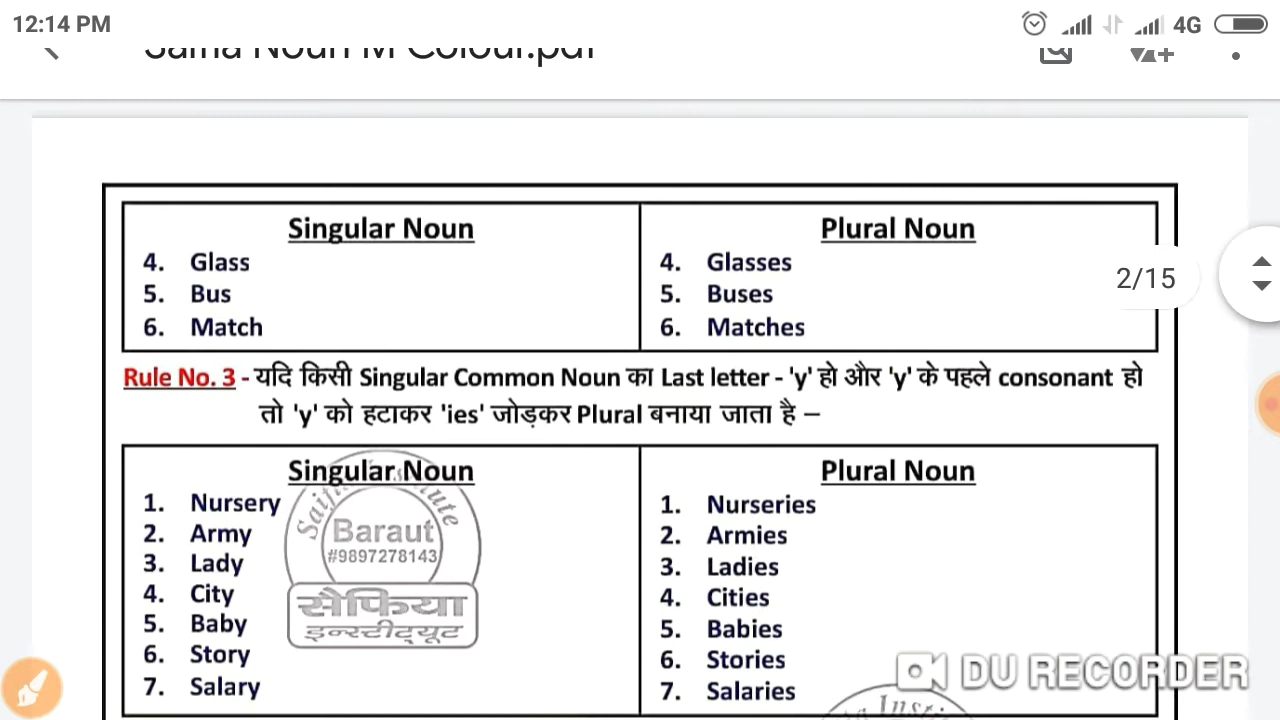 12:14 PM
4G
Sama Noun M Colour.pdf
Singular Noun
Plural Noun
4. Glass
4. Glasses
2/15
5. Bus
5. Buses
6. Match
6. Matches
Rule No. 3 - यदि किसी Singular Common Noun का Last letter - 'y' हो और 'y' के पहले consonant हो
तो 'y' को हटाकर 'ies' जोड़कर Plural बनाया जाता है –
Singular Noun
Plural Noun
1. Nursery
1. Nurseries
2. Army
2. Armies
3. Lady
3. Ladies
4. City
4. Cities
5. Baby
5. Babies
6. Story
6. Stories
7. Salary
7. Salaries
Baraut
#9897278143
सैफिया
इन्स्टीट्यूट
DU RECORDER